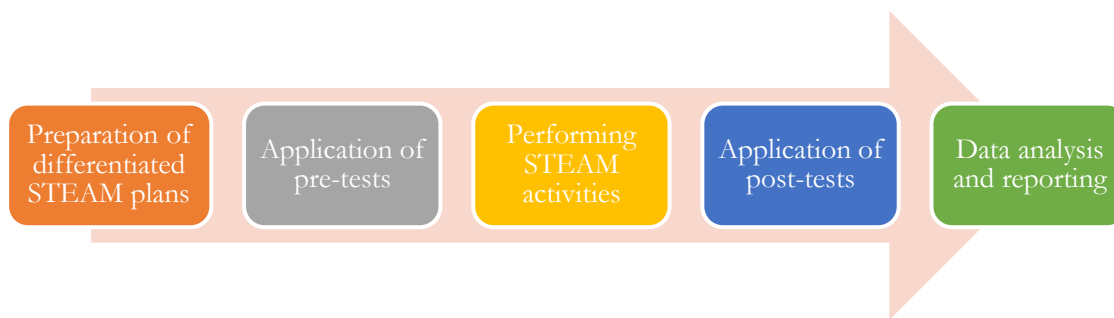 Preparation of
differentiated
STEAM plans
Application of
pre-tests
Performing
STEAM
activities
Application of
post-tests
Data analysis
and reporting